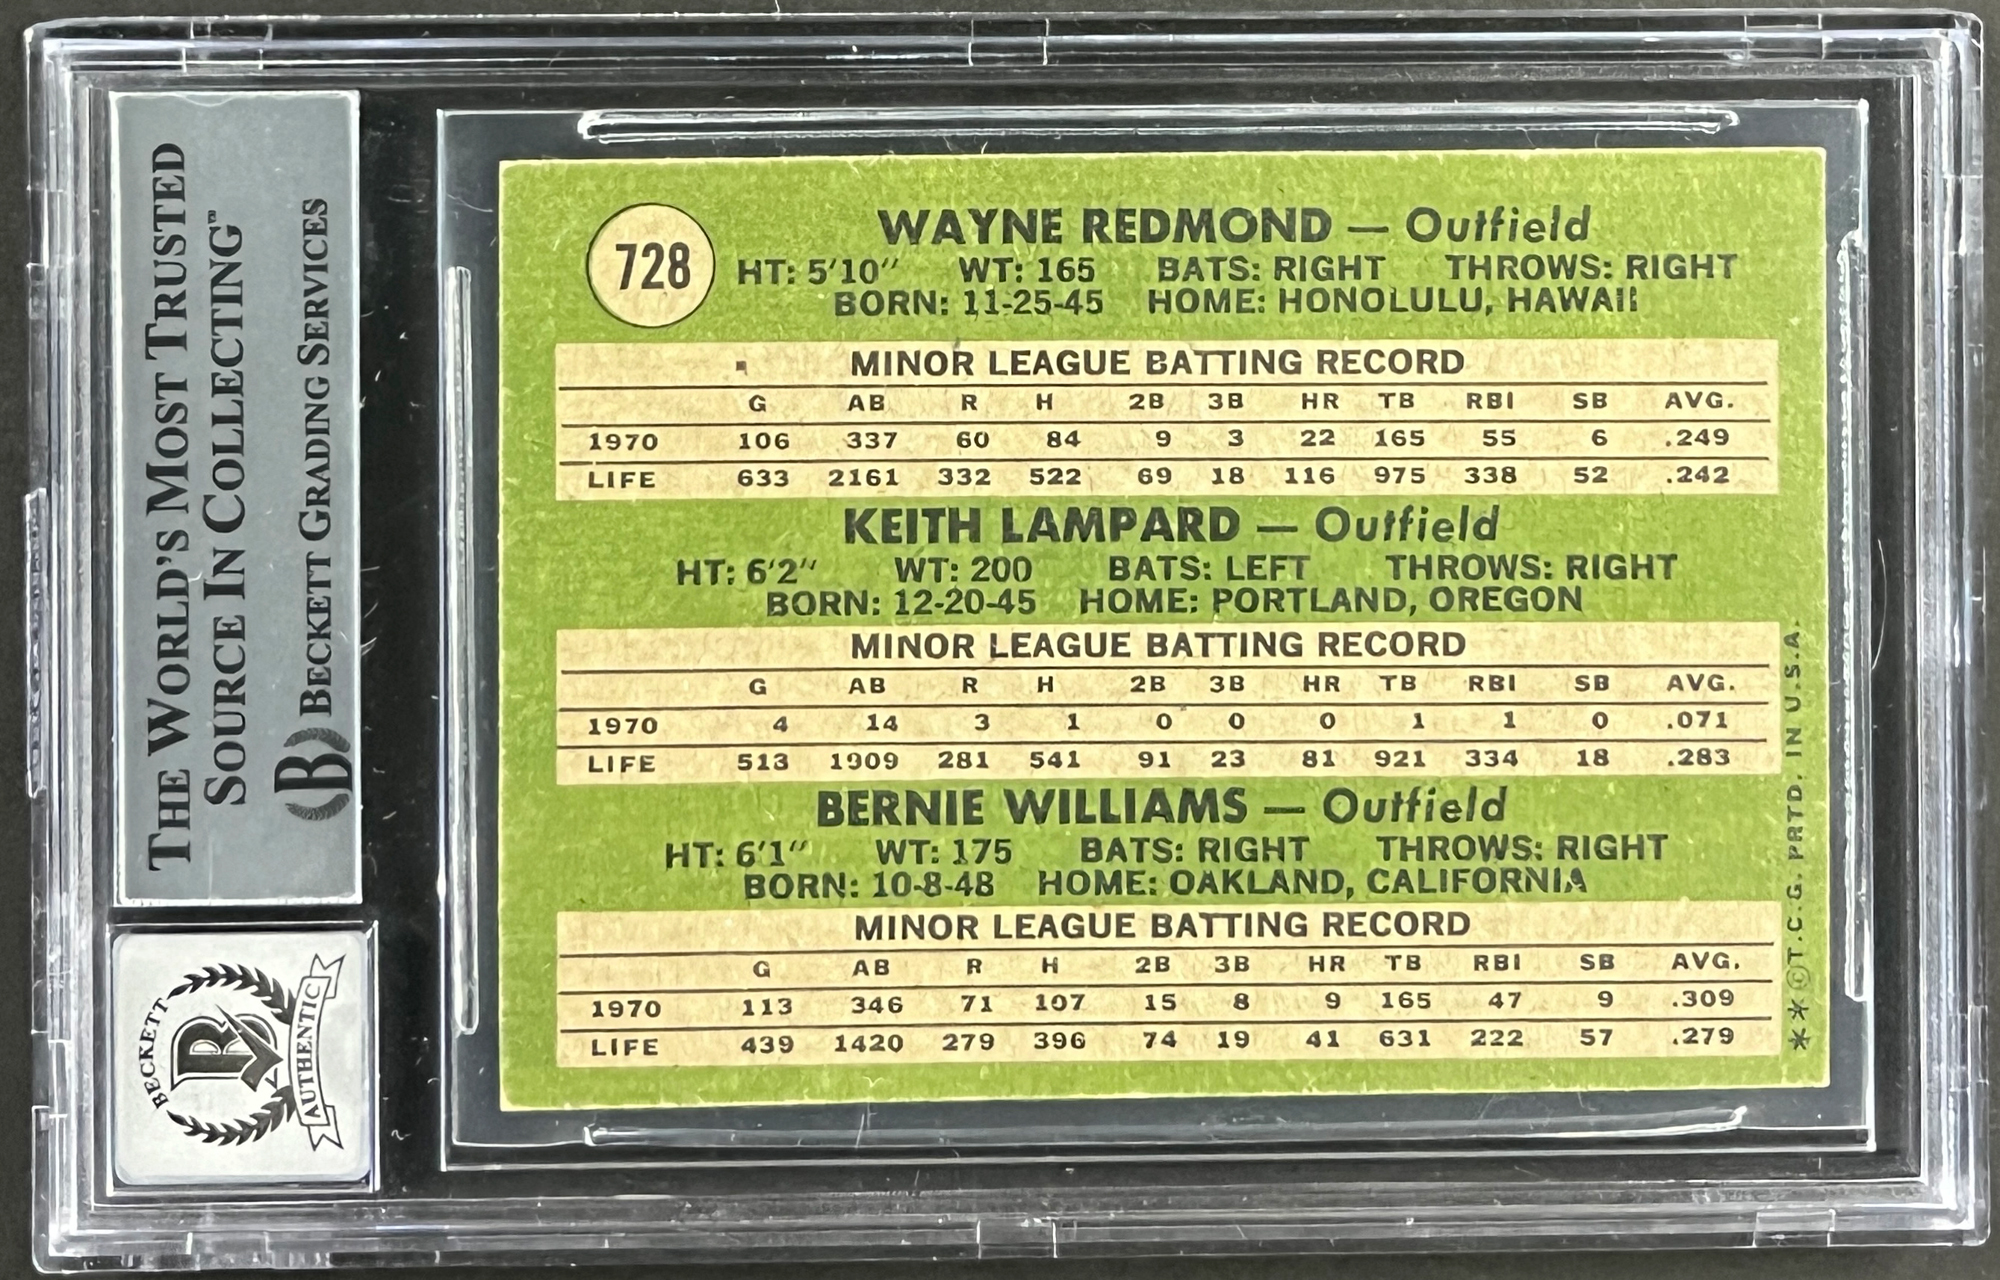 THE WORLD'S MOST TRUSTED
SOURCE IN COLLECTING™
B BECKETT GRADING SERVICES
BECKETT
B
AUTHENTIC
728
WAYNE REDMOND — Outfield
HT: 5'10" WT: 165 BATS: RIGHT THROWS: RIGHT
BORN: 11-25-45 HOME: HONOLULU, HAWAII
MINOR LEAGUE BATTING RECORD
G AB R H 2B 3B HR TB RBI SB AVG.
1970 106 337 60 84 9 3 22 165 55 6 .249
LIFE 633 2161 332 522 69 18 116 975 338 52 .242
KEITH LAMPARD — Outfield
HT: 6'2" WT: 200 BATS: LEFT THROWS: RIGHT
BORN: 12-20-45 HOME: PORTLAND, OREGON
MINOR LEAGUE BATTING RECORD
G AB R H 2B 3B HR TB RBI SB AVG.
1970 4 14 3 1 0 0 0 1 1 0 .071
LIFE 513 1909 281 541 91 23 81 921 334 18 .283
BERNIE WILLIAMS — Outfield
HT: 6'1" WT: 175 BATS: RIGHT THROWS: RIGHT
BORN: 10-8-48 HOME: OAKLAND, CALIFORNIA
MINOR LEAGUE BATTING RECORD
G AB R H 2B 3B HR TB RBI SB AVG.
1970 113 346 71 107 15 8 9 165 47 9 .309
LIFE 439 1420 279 396 74 19 41 631 222 57 .279
**©T.C.G. PRTD. IN U.S.A.